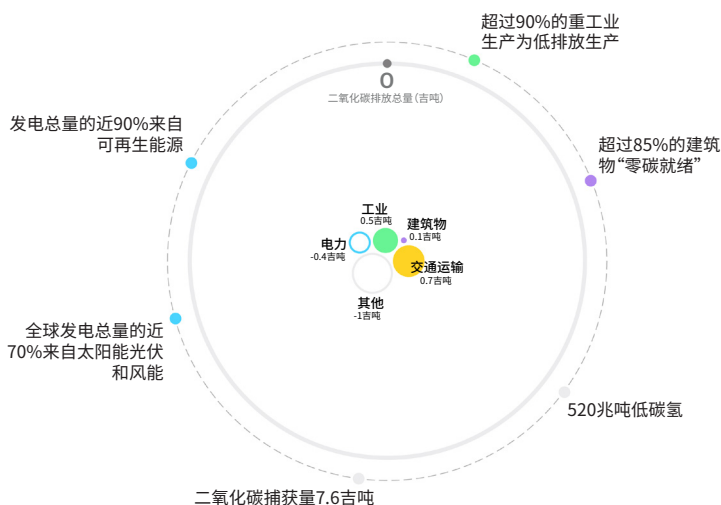 超过90%的重工业
生产为低排放生产
0
二氧化碳排放总量(吉吨)
发电总量的近90%来自
可再生能源
超过85%的建筑
物“零碳就绪”
工业
0.5吉吨
建筑物
0.1吉吨
电力
-0.4吉吨
交通运输
0.7吉吨
其他
-1吉吨
全球发电总量的近
70%来自太阳能光伏
和风能
520兆吨低碳氢
二氧化碳捕获量7.6吉吨